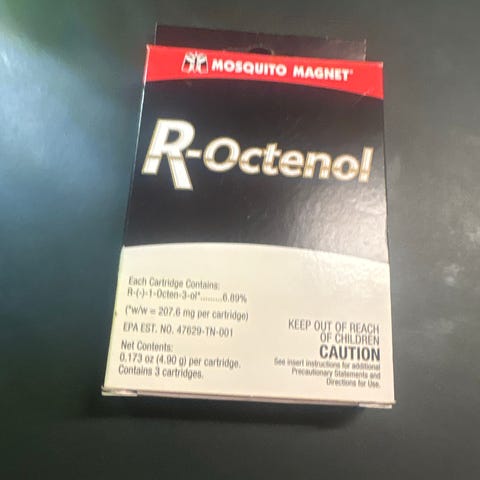 MOSQUITO MAGNET®
R-Octenol
Each Cartridge Contains:
R-(-)-1-Octen-3-ol*.........6.89%
(*w/w = 207.6 mg per cartridge)
EPA EST. NO. 47629-TN-001
Net Contents:
0.173 oz (4.90 g) per cartridge.
Contains 3 cartridges.
KEEP OUT OF REACH
OF CHILDREN
CAUTION
See insert instructions for additional
Precautionary Statements and
Directions for Use.